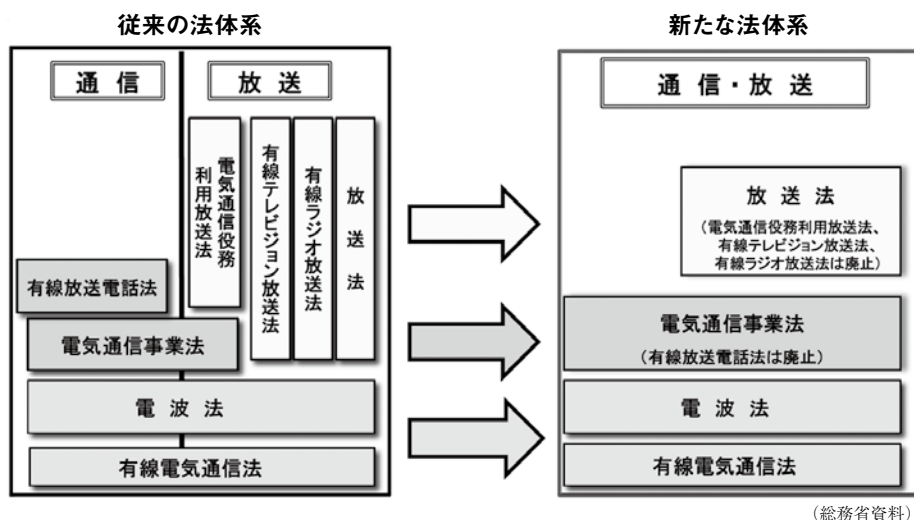 従来の法体系
新たな法体系
通信
放送
電気通信役務
利用放送法
有線テレビジョン放送法
有線ラジオ放送法
放送法
有線放送電話法
電気通信事業法
電波法
有線電気通信法
通信・放送
放送法
(電気通信役務利用放送法、
有線テレビジョン放送法、
有線ラジオ放送法は廃止)
電気通信事業法
(有線放送電話法は廃止)
電波法
有線電気通信法
(総務省資料)